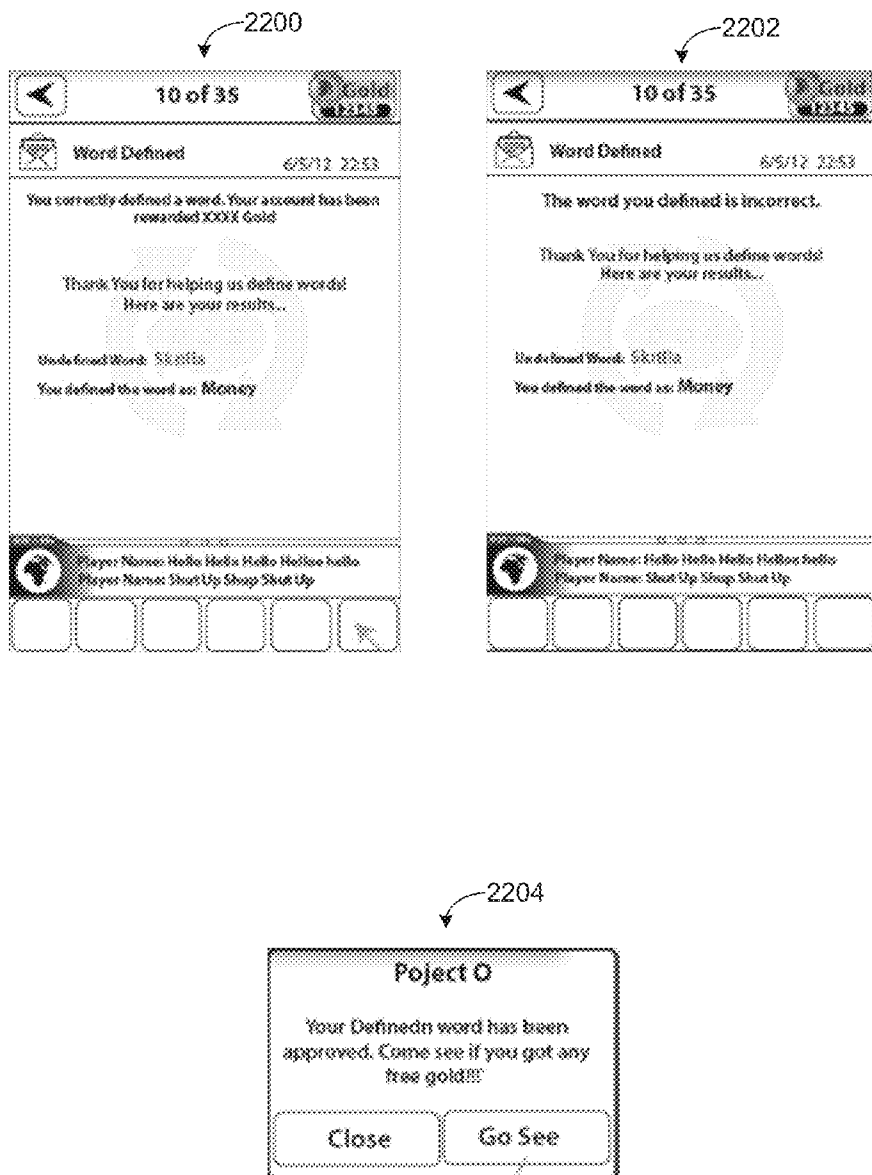 2200
10 of 35
Gold
Word Defined
6/5/12 22:53
You correctly defined a word. Your account has been
rewarded XXXX Gold
Thank You for helping us define words!
Here are your results...
Undefined Word:
You defined the word as: Money
Player Name: Hello Hello Hello Helloo hello
Player Name: Shut Up Shup Shut Up
2202
10 of 35
Gold
Word Defined
6/5/12 22:53
The word you defined is incorrect.
Thank You for helping us define words!
Here are your results...
Undefined Word:
You defined the word as: Money
Player Name: Hello Hello Hello Helloo hello
Player Name: Shut Up Shup Shut Up
2204
Poject O
Your Definedn word has been
approved. Come see if you got any
free gold!!!
Close
Go See